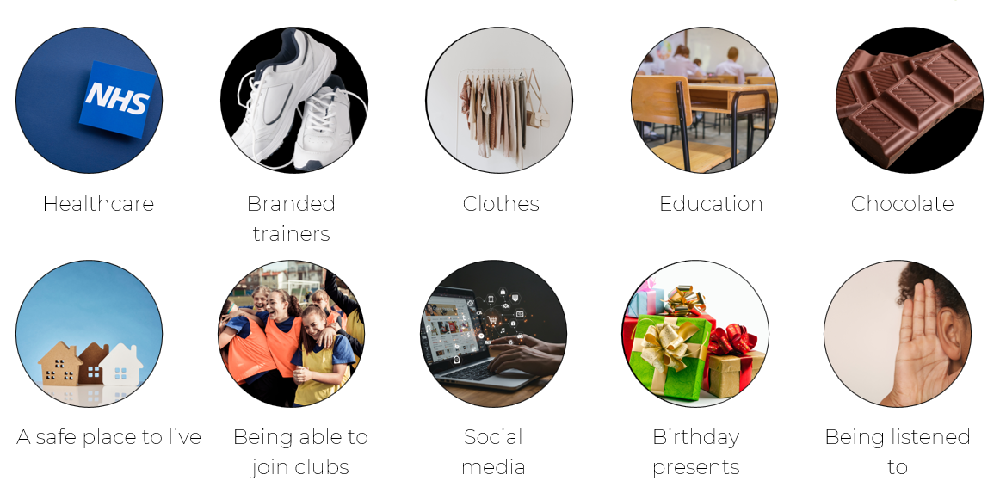 NHS
Healthcare
Branded
trainers
Clothes
Education
Chocolate
A safe place to live
Being able to
join clubs
Social
media
Birthday
presents
Being listened
to